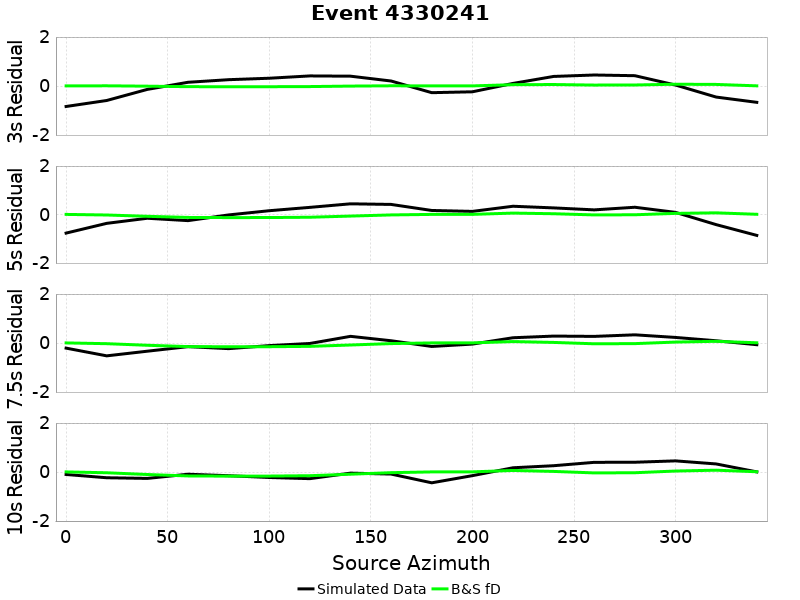 Event 4330241
3s Residual
2
0
-2
5s Residual
2
0
-2
7.5s Residual
2
0
-2
10s Residual
2
0
-2
0 50 100 150 200 250 300
Source Azimuth
Simulated Data B&S fD